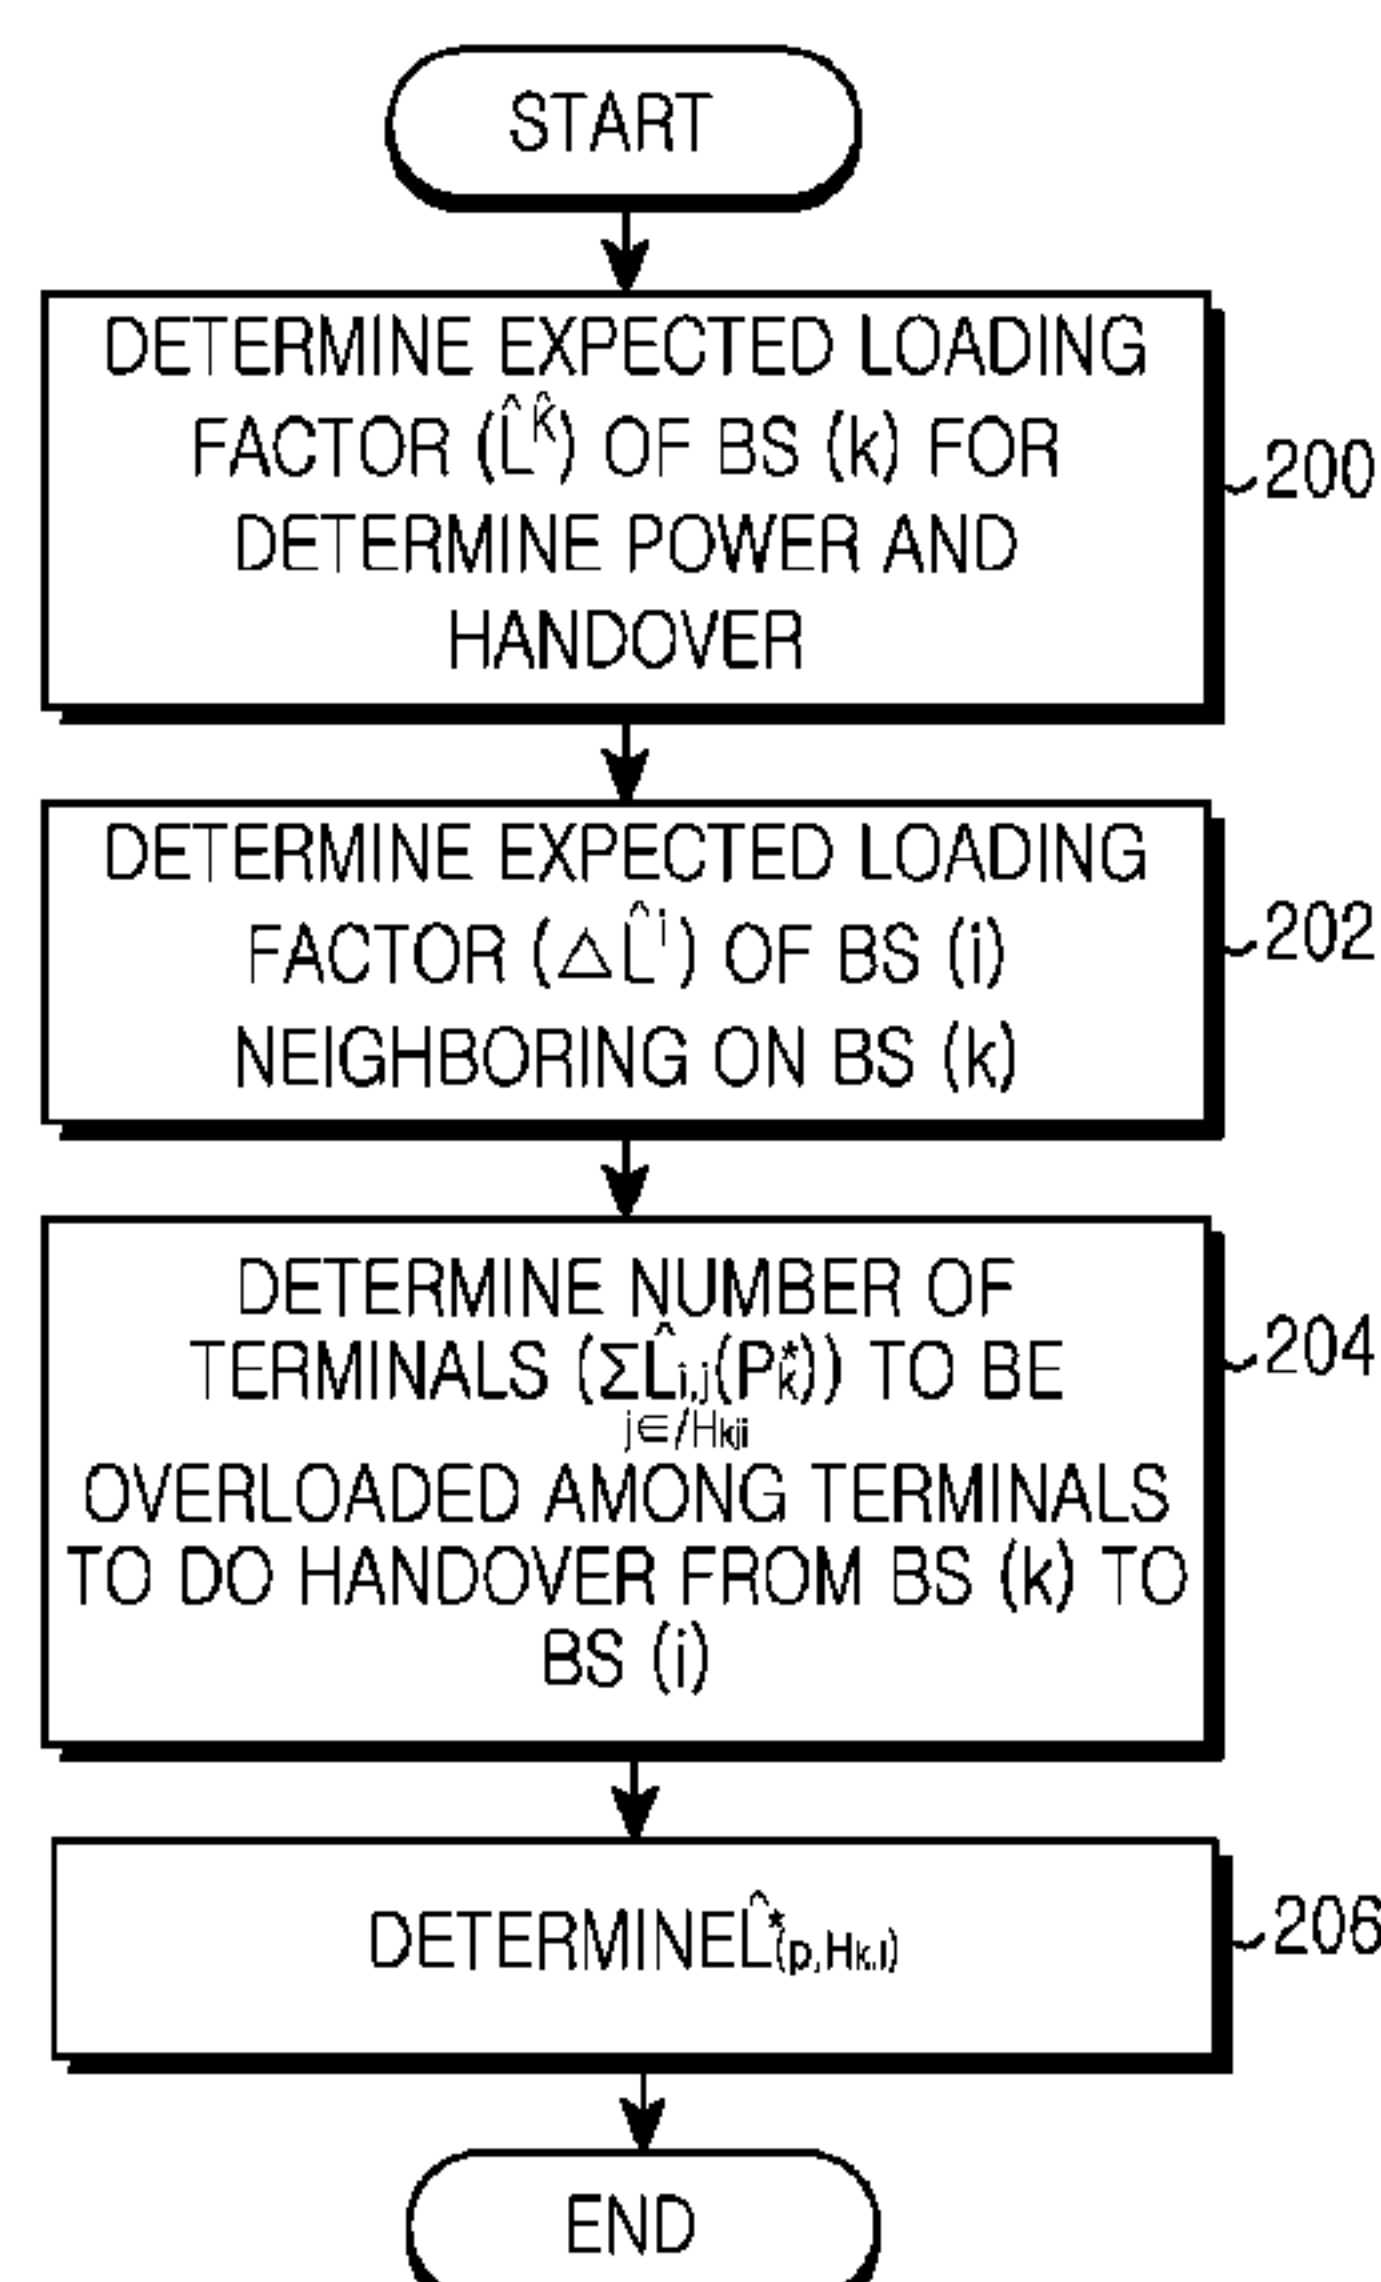 START
DETERMINE EXPECTED LOADING
FACTOR (L̂^k̂) OF BS (k) FOR
DETERMINE POWER AND
HANDOVER
200
DETERMINE EXPECTED LOADING
FACTOR (△L̂^i) OF BS (i)
NEIGHBORING ON BS (k)
202
DETERMINE NUMBER OF
TERMINALS (ΣL̂i,j(P*k)) TO BE
j∈/Hkji
OVERLOADED AMONG TERMINALS
TO DO HANDOVER FROM BS (k) TO
BS (i)
204
DETERMINEL̂*(p,Hk,I)
206
END